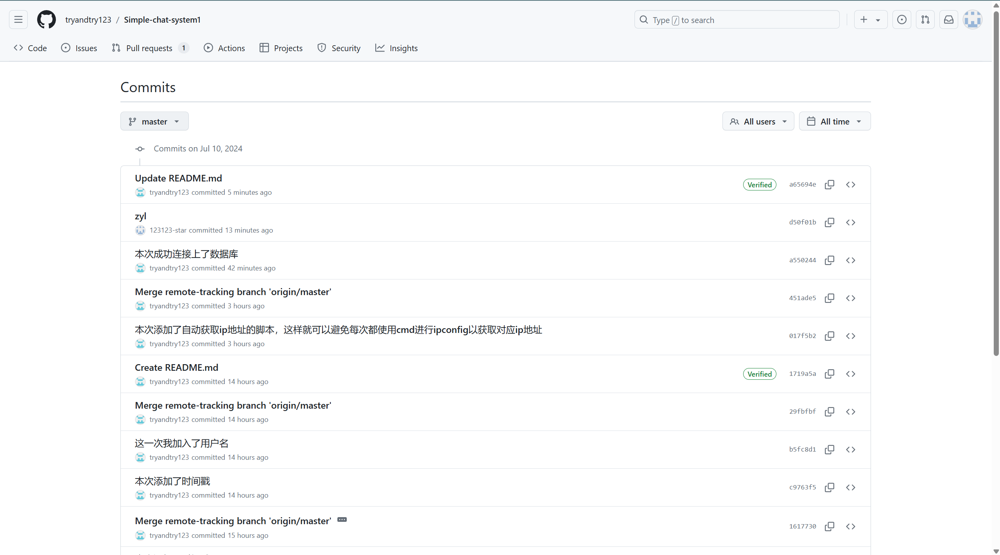 tryandtry123 / Simple-chat-system1
Type / to search
Code Issues Pull requests 1 Actions Projects Security Insights
Commits
master
All users All time
Commits on Jul 10, 2024
Update README.md
tryandtry123 committed 5 minutes ago
Verified a65694e
zyl
123123-star committed 13 minutes ago
d50f01b
本次成功连接上了数据库
tryandtry123 committed 42 minutes ago
a550244
Merge remote-tracking branch 'origin/master'
tryandtry123 committed 3 hours ago
451ade5
本次添加了自动获取ip地址的脚本，这样就可以避免每次都使用cmd进行ipconfig以获取对应ip地址
tryandtry123 committed 3 hours ago
017f5b2
Create README.md
tryandtry123 committed 14 hours ago
Verified 1719a5a
Merge remote-tracking branch 'origin/master'
tryandtry123 committed 14 hours ago
29fbfbf
这一次我加入了用户名
tryandtry123 committed 14 hours ago
b5fc8d1
本次添加了时间戳
tryandtry123 committed 14 hours ago
c9763f5
Merge remote-tracking branch 'origin/master'
tryandtry123 committed 15 hours ago
1617730